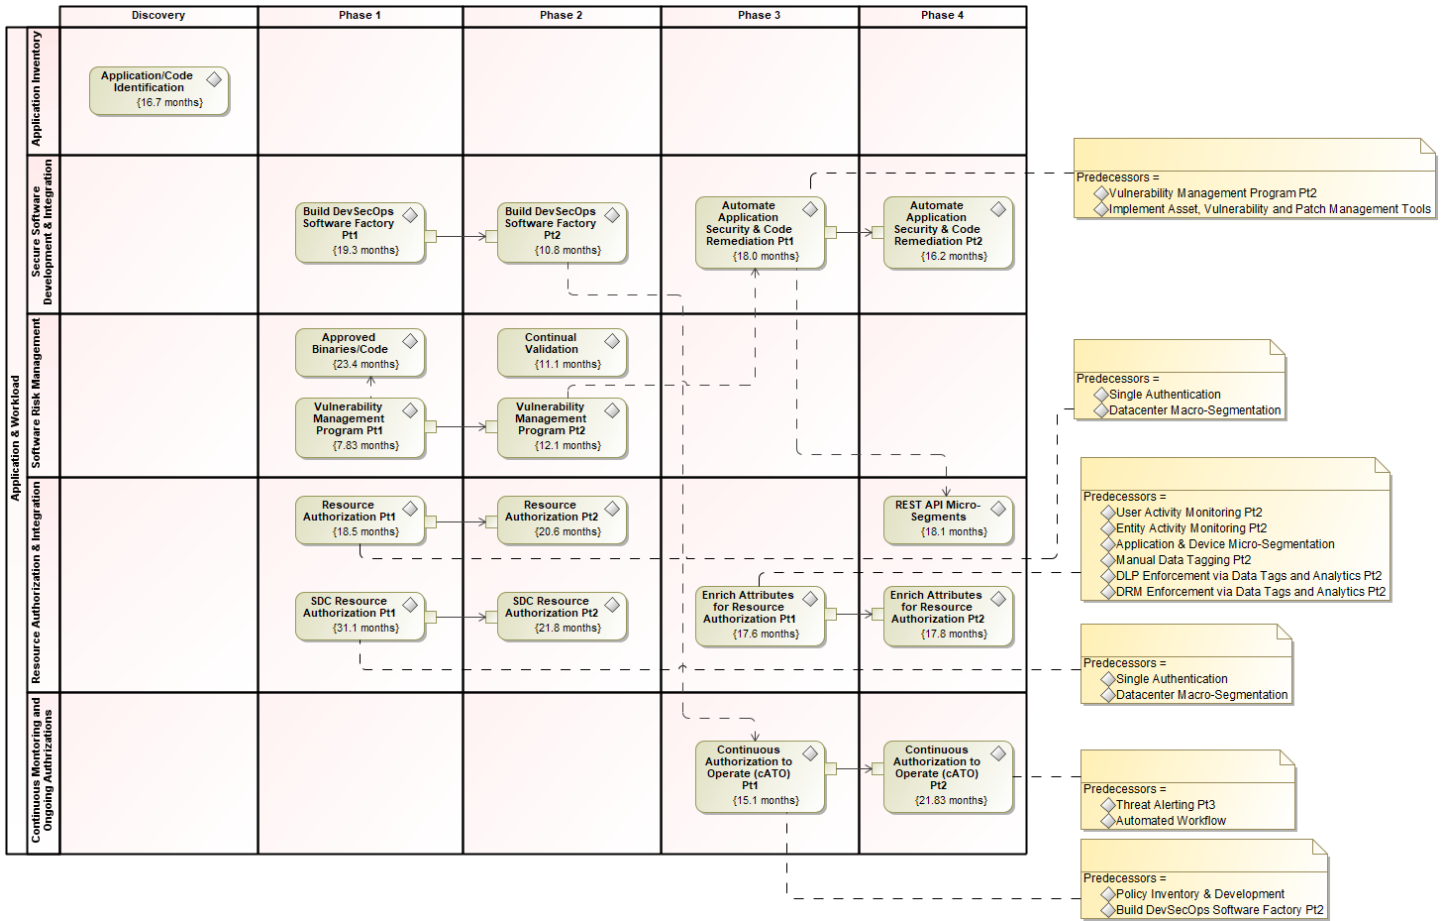 Discovery
Phase 1
Phase 2
Phase 3
Phase 4
Application & Workload
Application Inventory
Application/Code
Identification
{16.7 months}
Secure Software
Development & Integration
Build DevSecOps
Software Factory
Pt1
{19.3 months}
Build DevSecOps
Software Factory
Pt2
{10.8 months}
Automate
Application
Security & Code
Remediation Pt1
{18.0 months}
Automate
Application
Security & Code
Remediation Pt2
{16.2 months}
Software Risk Management
Approved
Binaries/Code
{23.4 months}
Continual
Validation
{11.1 months}
Vulnerability
Management
Program Pt1
{7.83 months}
Vulnerability
Management
Program Pt2
{12.1 months}
Resource Authorization & Integration
Resource
Authorization Pt1
{18.5 months}
Resource
Authorization Pt2
{20.6 months}
REST API Micro-
Segments
{18.1 months}
SDC Resource
Authorization Pt1
{31.1 months}
SDC Resource
Authorization Pt2
{21.8 months}
Enrich Attributes
for Resource
Authorization Pt1
{17.6 months}
Enrich Attributes
for Resource
Authorization Pt2
{17.8 months}
Continuous Montoring and
Ongoing Authrizations
Continuous
Authorization to
Operate (cATO)
Pt1
{15.1 months}
Continuous
Authorization to
Operate (cATO)
Pt2
{21.83 months}
Predecessors =
Vulnerability Management Program Pt2
Implement Asset, Vulnerability and Patch Management Tools
Predecessors =
Single Authentication
Datacenter Macro-Segmentation
Predecessors =
User Activity Monitoring Pt2
Entity Activity Monitoring Pt2
Application & Device Micro-Segmentation
Manual Data Tagging Pt2
DLP Enforcement via Data Tags and Analytics Pt2
DRM Enforcement via Data Tags and Analytics Pt2
Predecessors =
Single Authentication
Datacenter Macro-Segmentation
Predecessors =
Threat Alerting Pt3
Automated Workflow
Predecessors =
Policy Inventory & Development
Build DevSecOps Software Factory Pt2